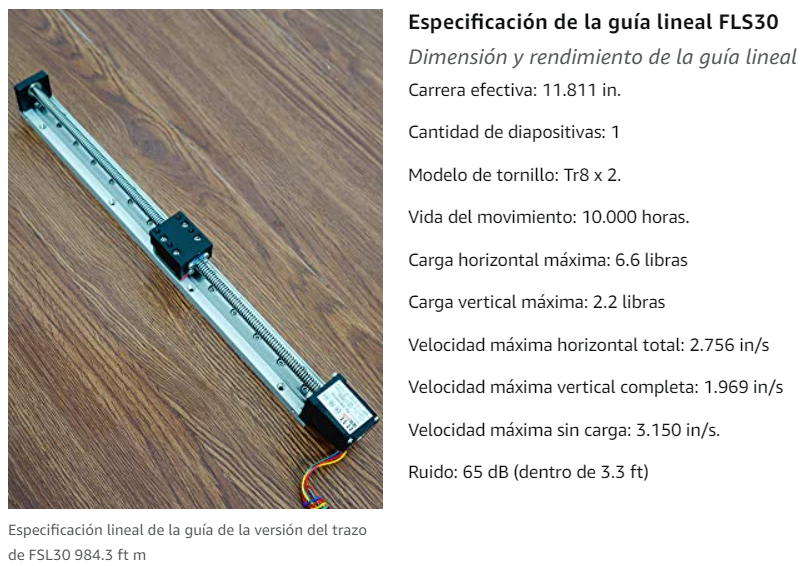 Especificación de la guía lineal FLS30
Dimensión y rendimiento de la guía lineal
Carrera efectiva: 11.811 in.
Cantidad de diapositivas: 1
Modelo de tornillo: Tr8 x 2.
Vida del movimiento: 10.000 horas.
Carga horizontal máxima: 6.6 libras
Carga vertical máxima: 2.2 libras
Velocidad máxima horizontal total: 2.756 in/s
Velocidad máxima vertical completa: 1.969 in/s
Velocidad máxima sin carga: 3.150 in/s.
Ruido: 65 dB (dentro de 3.3 ft)
Especificación lineal de la guía de la versión del trazo
de FSL30 984.3 ft m